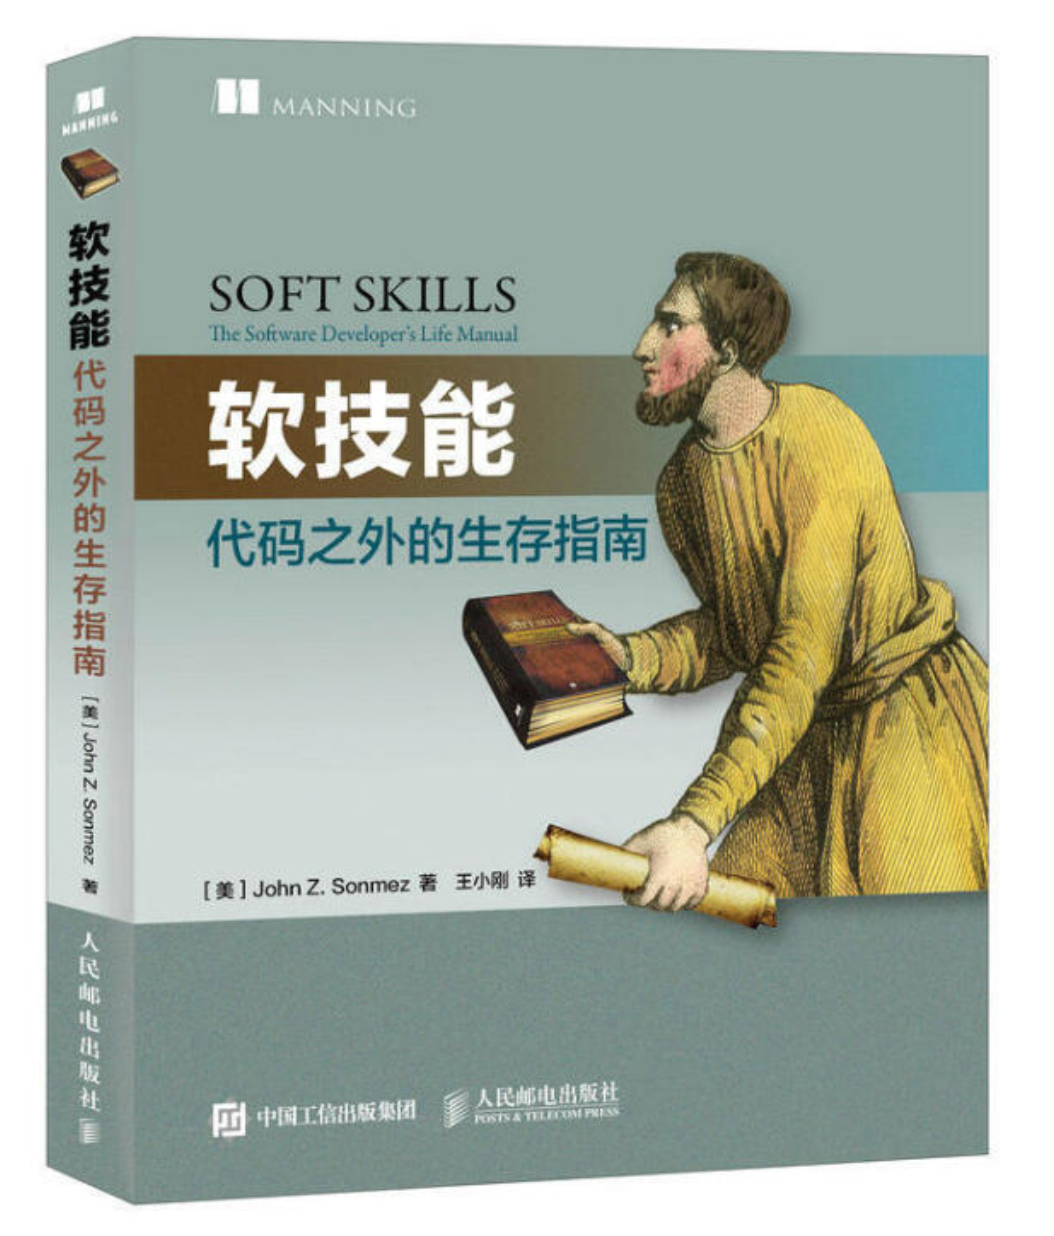 MANNING
软技能
代码之外的生存指南
[美] John Z. Sonmez 著
人民邮电出版社
MANNING
SOFT SKILLS
The Software Developer's Life Manual
软技能
代码之外的生存指南
SOFT SKILLS
[美] John Z. Sonmez 著 王小刚 译
中国工信出版集团
人民邮电出版社
POSTS & TELECOM PRESS